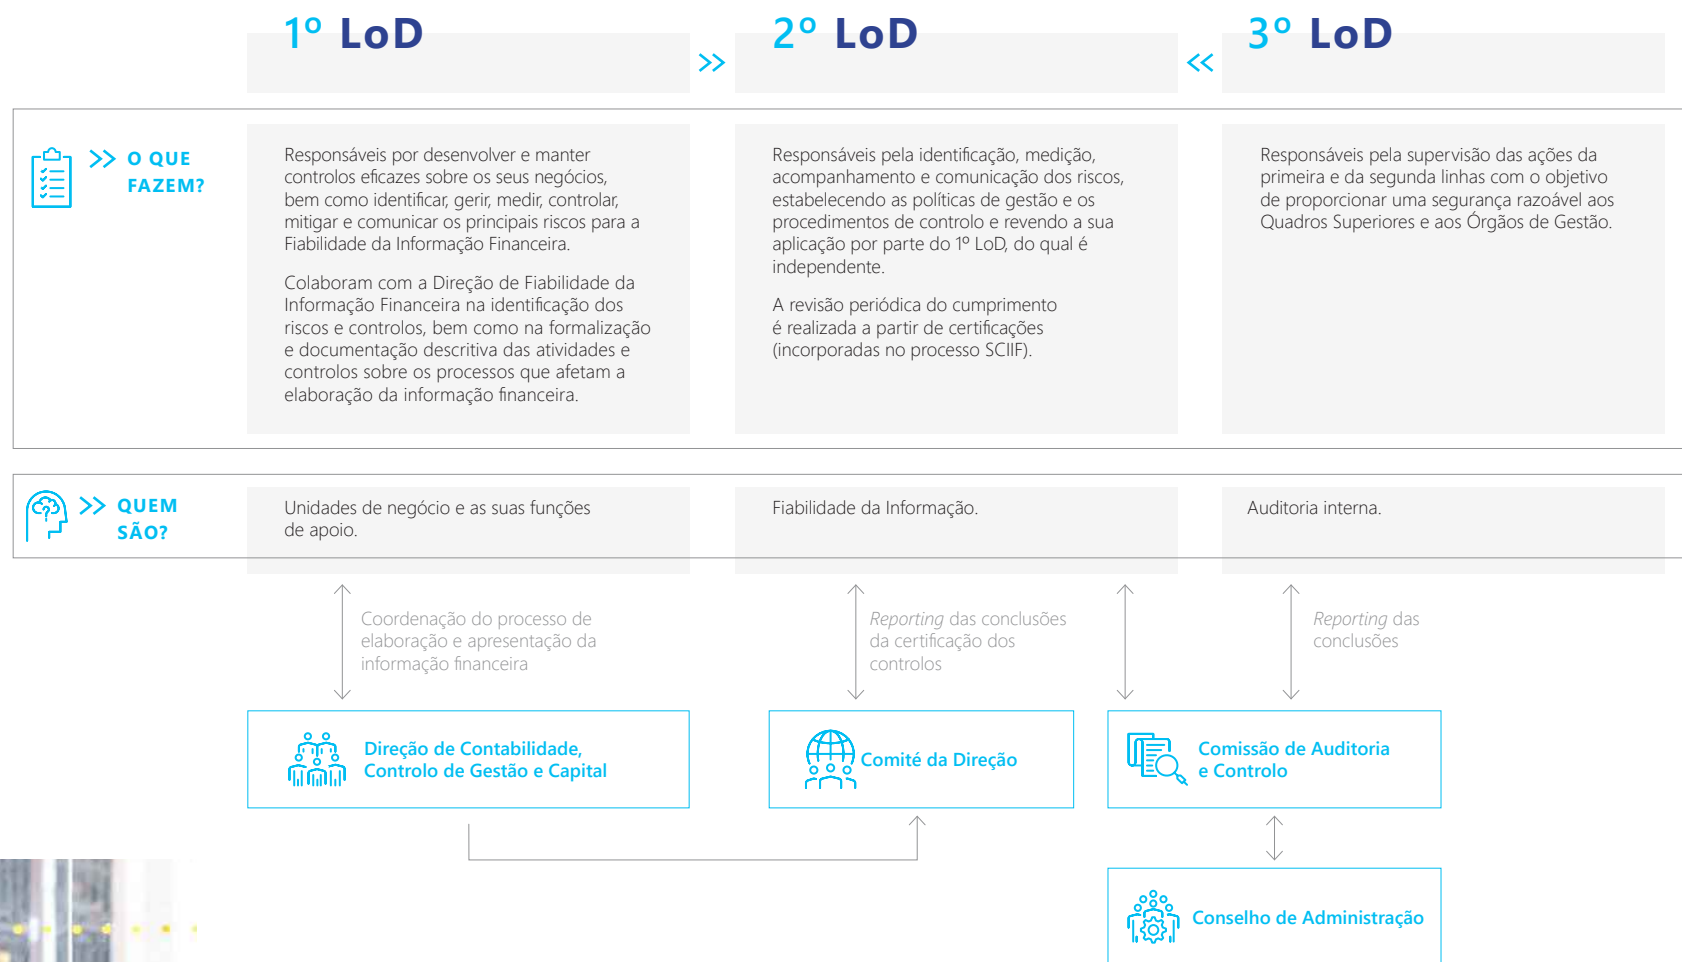 1º LoD
2º LoD
3º LoD
O QUE
FAZEM?
Responsáveis por desenvolver e manter
controlos eficazes sobre os seus negócios,
bem como identificar, gerir, medir, controlar,
mitigar e comunicar os principais riscos para a
Fiabilidade da Informação Financeira.
Colaboram com a Direção de Fiabilidade da
Informação Financeira na identificação dos
riscos e controlos, bem como na formalização
e documentação descritiva das atividades e
controlos sobre os processos que afetam a
elaboração da informação financeira.
Responsáveis pela identificação, medição,
acompanhamento e comunicação dos riscos,
estabelecendo as políticas de gestão e os
procedimentos de controlo e revendo a sua
aplicação por parte do 1º LoD, do qual é
independente.
A revisão periódica do cumprimento
é realizada a partir de certificações
(incorporadas no processo SCIIF).
Responsáveis pela supervisão das ações da
primeira e da segunda linhas com o objetivo
de proporcionar uma segurança razoável aos
Quadros Superiores e aos Órgãos de Gestão.
QUEM
SÃO?
Unidades de negócio e as suas funções
de apoio.
Fiabilidade da Informação.
Auditoria interna.
Coordenação do processo de
elaboração e apresentação da
informação financeira
Reporting das conclusões
da certificação dos
controlos
Reporting das
conclusões
Direção de Contabilidade,
Controlo de Gestão e Capital
Comité da Direção
Comissão de Auditoria
e Controlo
Conselho de Administração